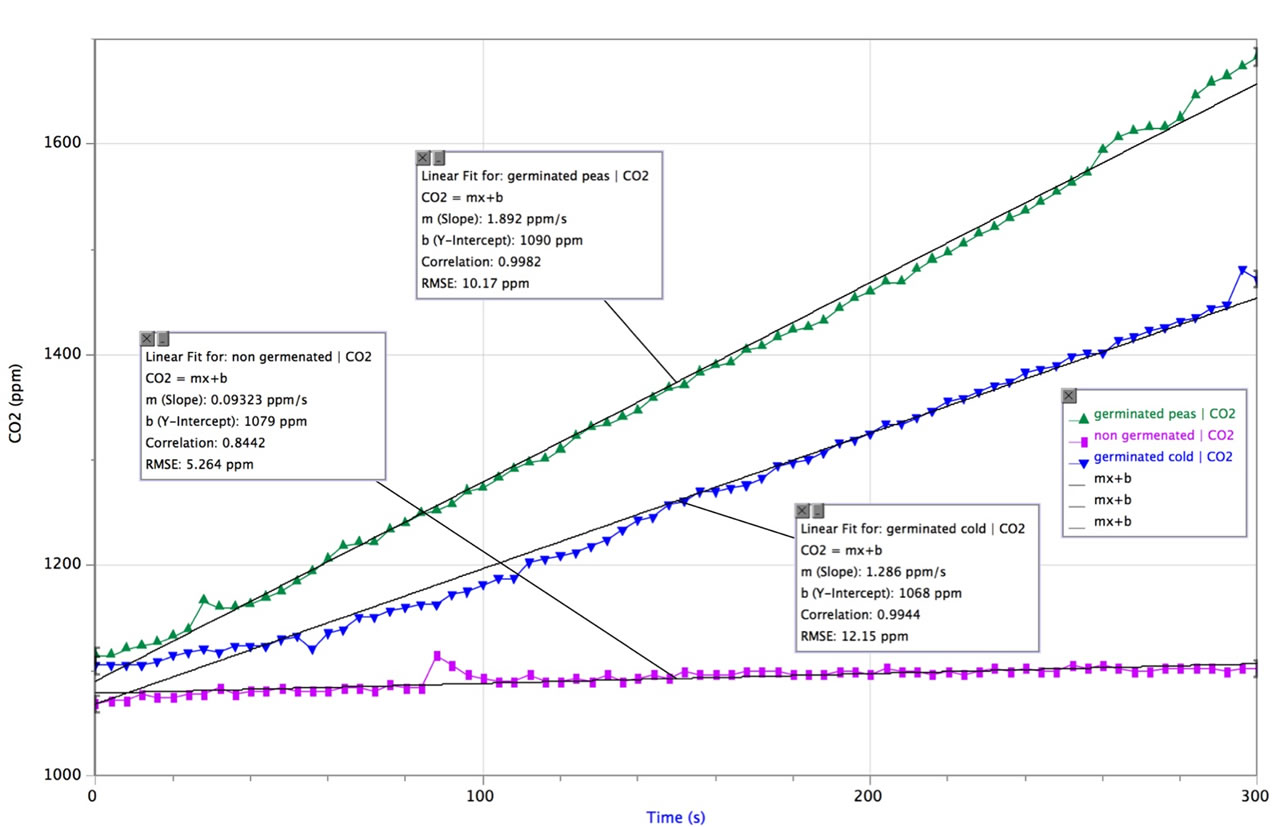 1600
1400
1200
1000
CO2 (ppm)
0
100
200
300
Time (s)
Linear Fit for: germinated peas | CO2
CO2 = mx+b
m (Slope): 1.892 ppm/s
b (Y-Intercept): 1090 ppm
Correlation: 0.9982
RMSE: 10.17 ppm
Linear Fit for: non germenated | CO2
CO2 = mx+b
m (Slope): 0.09323 ppm/s
b (Y-Intercept): 1079 ppm
Correlation: 0.8442
RMSE: 5.264 ppm
Linear Fit for: germinated cold | CO2
CO2 = mx+b
m (Slope): 1.286 ppm/s
b (Y-Intercept): 1068 ppm
Correlation: 0.9944
RMSE: 12.15 ppm
germinated peas | CO2
non germenated | CO2
germinated cold | CO2
mx+b
mx+b
mx+b